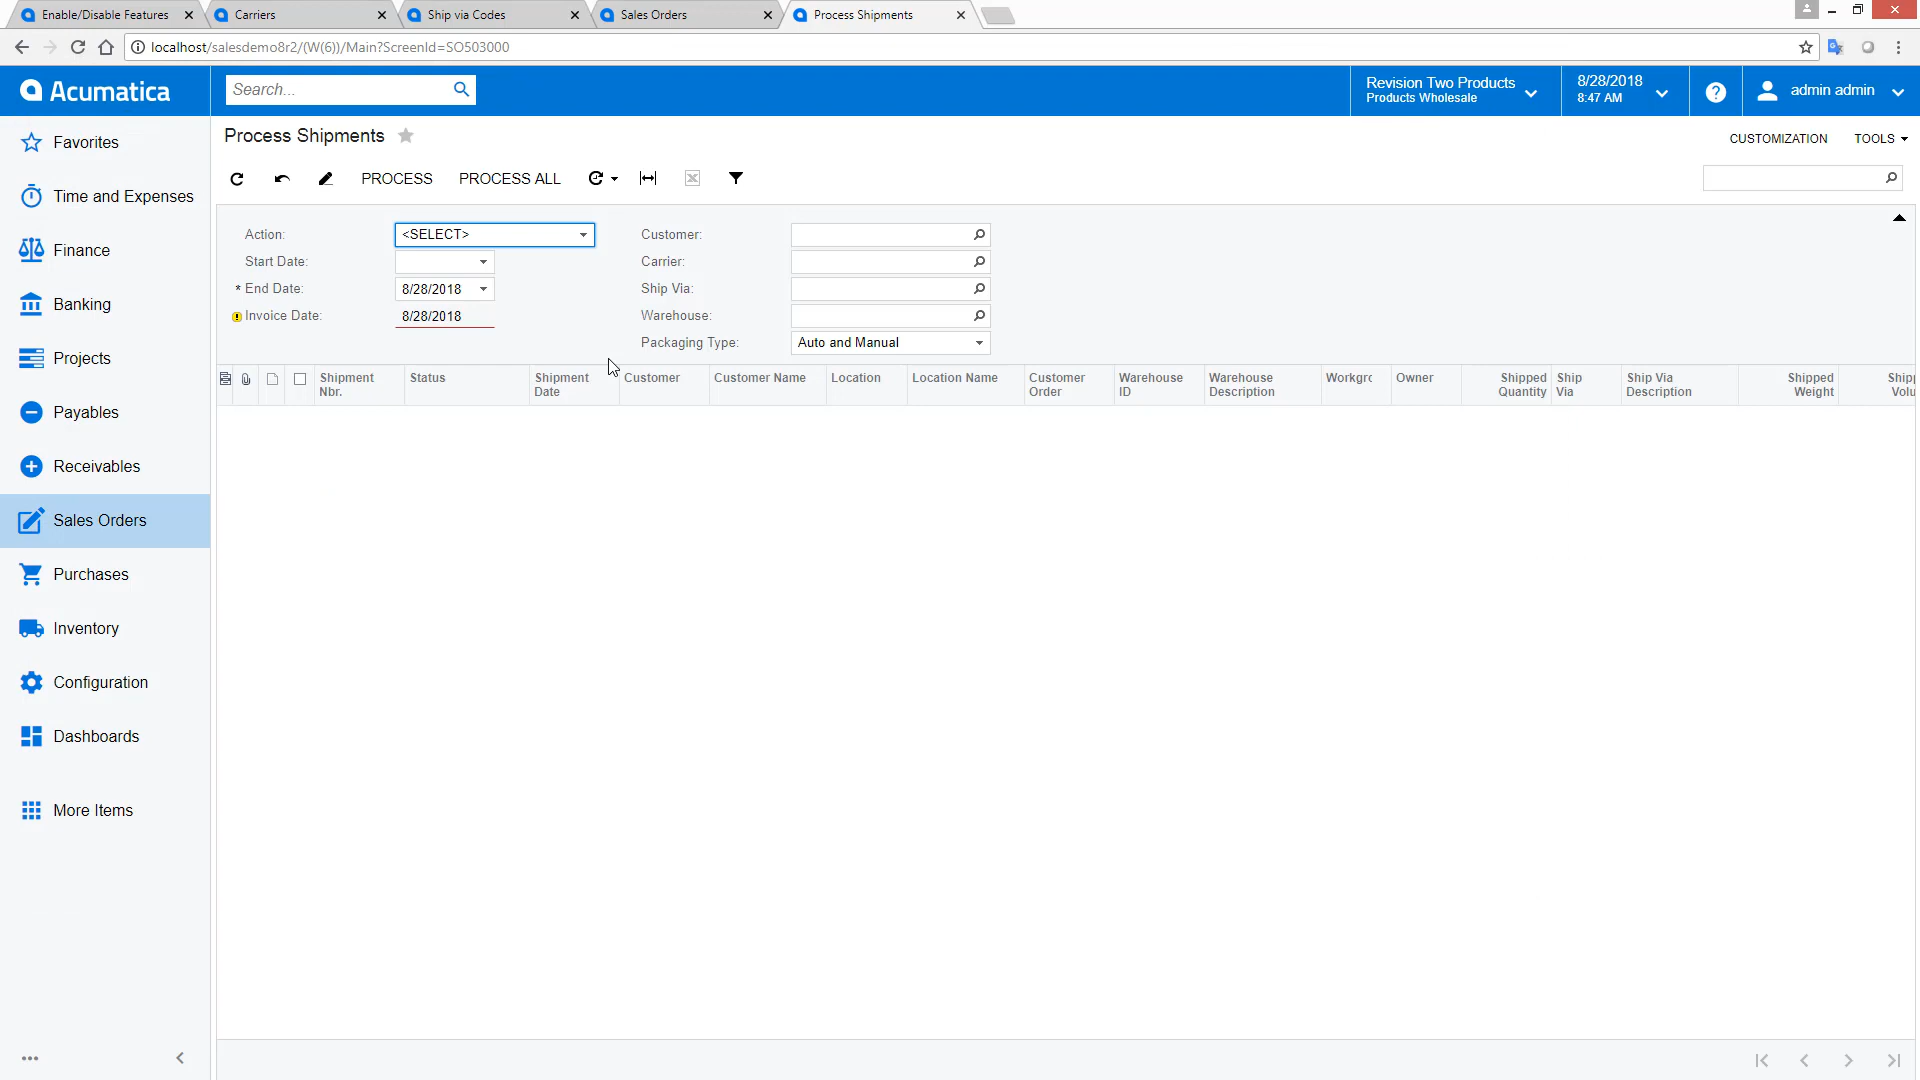 Enable/Disable Features
Carriers
Ship via Codes
Sales Orders
Process Shipments
localhost/salesdemo8r2/(W(6))/Main?ScreenId=SO503000
Acumatica
Search...
Revision Two Products
Products Wholesale
8/28/2018
8:47 AM
admin admin
Favorites
Time and Expenses
Finance
Banking
Projects
Payables
Receivables
Sales Orders
Purchases
Inventory
Configuration
Dashboards
More Items
Process Shipments
CUSTOMIZATION
TOOLS
PROCESS
PROCESS ALL
Action:
<SELECT>
Start Date:
* End Date:
8/28/2018
Invoice Date:
8/28/2018
Customer:
Carrier:
Ship Via:
Warehouse:
Packaging Type:
Auto and Manual
Shipment
Nbr.
Status
Shipment
Date
Customer
Customer Name
Location
Location Name
Customer
Order
Warehouse
ID
Warehouse
Description
Workgro
Owner
Shipped
Quantity
Ship
Via
Ship Via
Description
Shipped
Weight
Shipp
Volu